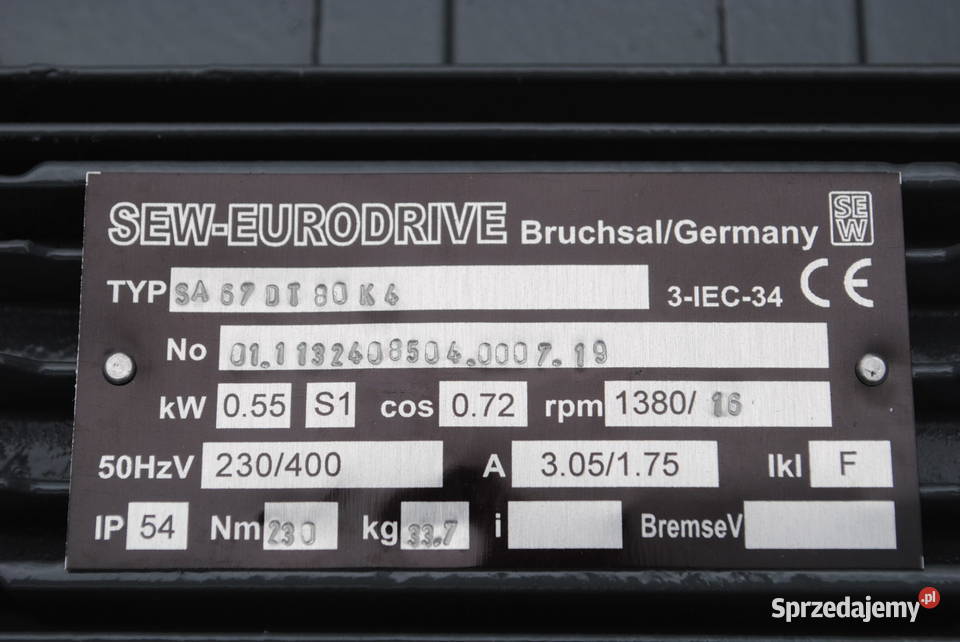 SEW-EURODRIVE Bruchsal/Germany SEW
TYP SA 67 DT 80 K4 3-IEC-34 CE
No 01.1132408504.0007.19
kW 0.55 S1 cos 0.72 rpm 1380/ 16
50HzV 230/400 A 3.05/1.75 Ikl F
IP 54 Nm 230 kg 33.7 i BremseV
Sprzedajemy.pl